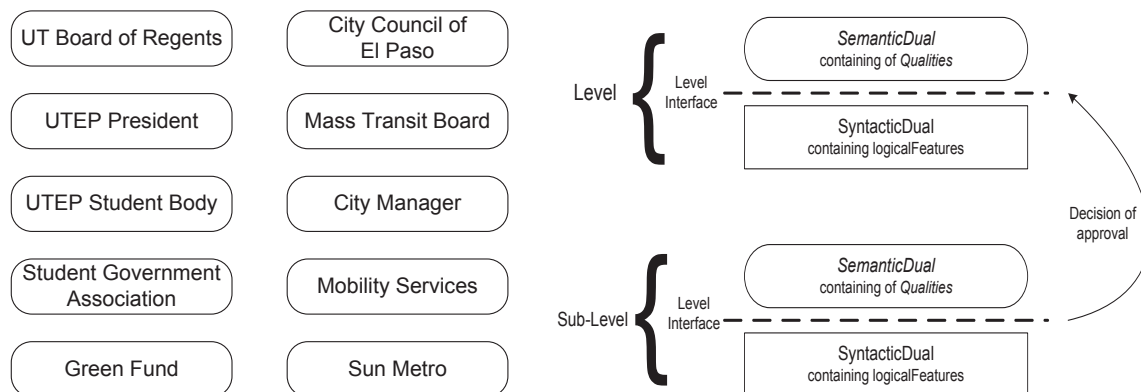 UT Board of Regents
City Council of
El Paso
UTEP President
Mass Transit Board
UTEP Student Body
City Manager
Student Government
Association
Mobility Services
Green Fund
Sun Metro
Level
Level
Interface
SemanticDual
containing of Qualities
SyntacticDual
containing logicalFeatures
Decision of
approval
Sub-Level
Level
Interface
SemanticDual
containing of Qualities
SyntacticDual
containing logicalFeatures